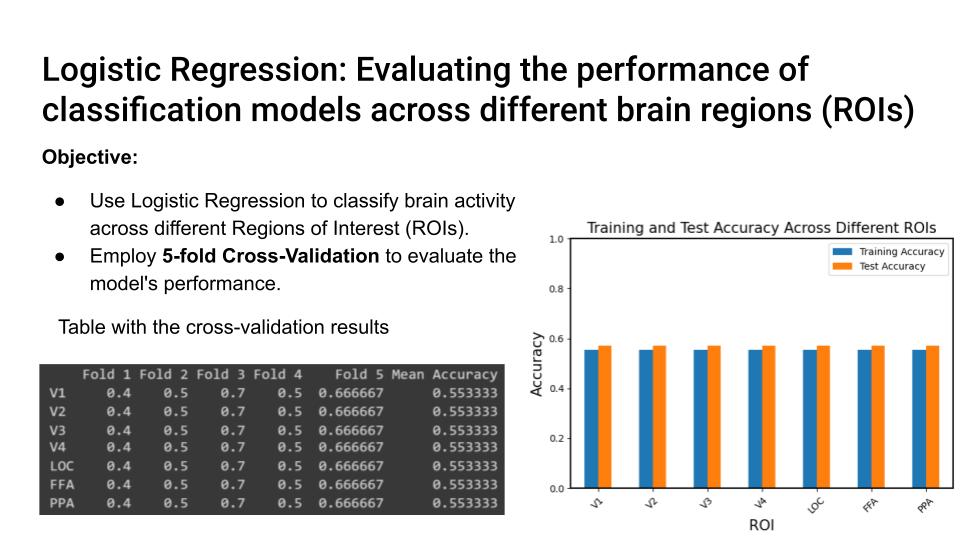 Logistic Regression: Evaluating the performance of
classification models across different brain regions (ROIs)
Objective:
● Use Logistic Regression to classify brain activity
across different Regions of Interest (ROIs).
● Employ 5-fold Cross-Validation to evaluate the
model's performance.
Table with the cross-validation results
Fold 1 Fold 2 Fold 3 Fold 4 Fold 5 Mean Accuracy
V1 0.4 0.5 0.7 0.5 0.666667 0.553333
V2 0.4 0.5 0.7 0.5 0.666667 0.553333
V3 0.4 0.5 0.7 0.5 0.666667 0.553333
V4 0.4 0.5 0.7 0.5 0.666667 0.553333
LOC 0.4 0.5 0.7 0.5 0.666667 0.553333
FFA 0.4 0.5 0.7 0.5 0.666667 0.553333
PPA 0.4 0.5 0.7 0.5 0.666667 0.553333
Training and Test Accuracy Across Different ROIs
Training Accuracy
Test Accuracy
Accuracy
1.0
0.8
0.6
0.4
0.2
0.0
V1 V2 V3 V4 LOC FFA PPA
ROI